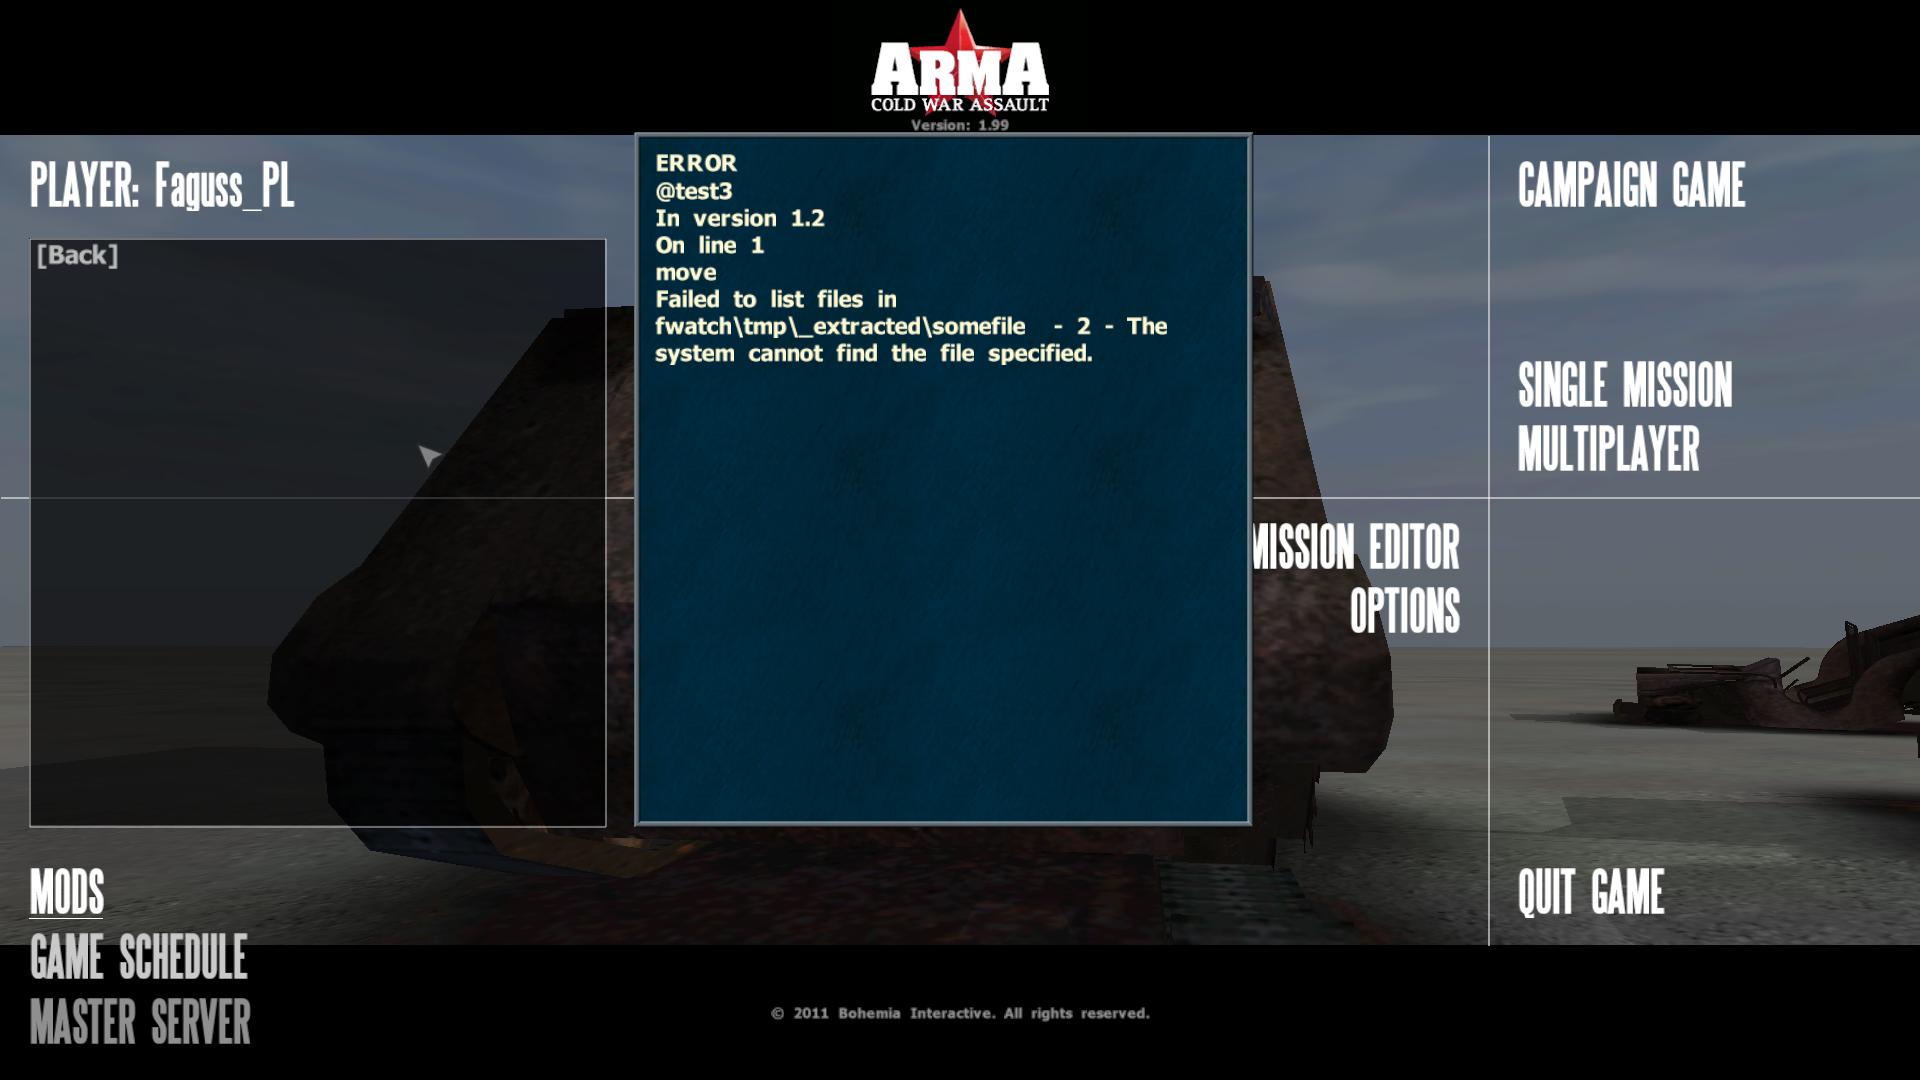 ARMA
COLD WAR ASSAULT
Version: 1.99
PLAYER: Faguss_PL
[Back]
ERROR
@test3
In version 1.2
On line 1
move
Failed to list files in
fwatch\tmp\_extracted\somefile - 2 - The
system cannot find the file specified.
CAMPAIGN GAME
SINGLE MISSION
MULTIPLAYER
MISSION EDITOR
OPTIONS
MODS
GAME SCHEDULE
MASTER SERVER
QUIT GAME
© 2011 Bohemia Interactive. All rights reserved.